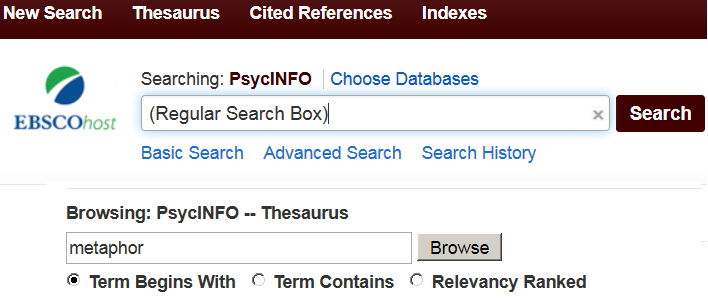 New Search Thesaurus Cited References Indexes
Searching: PsycINFO Choose Databases
EBSCOhost
(Regular Search Box) × Search
Basic Search Advanced Search Search History
Browsing: PsycINFO -- Thesaurus
metaphor Browse
Term Begins With Term Contains Relevancy Ranked